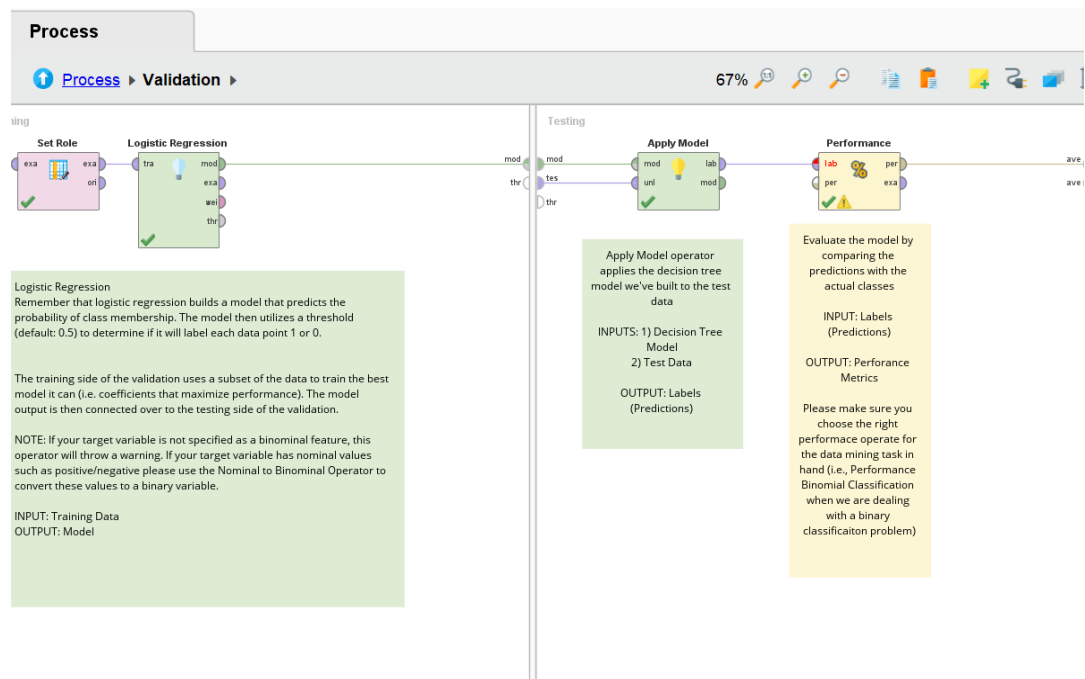 Process
Process ▸ Validation ▸
67%
Testing
Set Role
Logistic Regression
Apply Model
Performance
exa exa
ori
tra mod
exa
wei
thr
mod
thr
mod
tes
thr
mod lab
unl mod
lab per
per exa
%
ave
ave
Logistic Regression
Remember that logistic regression builds a model that predicts the
probability of class membership. The model then utilizes a threshold
(default: 0.5) to determine if it will label each data point 1 or 0.
The training side of the validation uses a subset of the data to train the best
model it can (i.e. coefficients that maximize performance). The model
output is then connected over to the testing side of the validation.
NOTE: If your target variable is not specified as a binominal feature, this
operator will throw a warning. If your target variable has nominal values
such as positive/negative please use the Nominal to Binominal Operator to
convert these values to a binary variable.
INPUT: Training Data
OUTPUT: Model
Apply Model operator
applies the decision tree
model we've built to the test
data
INPUTS: 1) Decision Tree
Model
2) Test Data
OUTPUT: Labels
(Predictions)
Evaluate the model by
comparing the
predictions with the
actual classes
INPUT: Labels
(Predictions)
OUTPUT: Perforance
Metrics
Please make sure you
choose the right
performace operate for
the data mining task in
hand (i.e., Performance
Binomial Classification
when we are dealing
with a binary
classificaiton problem)